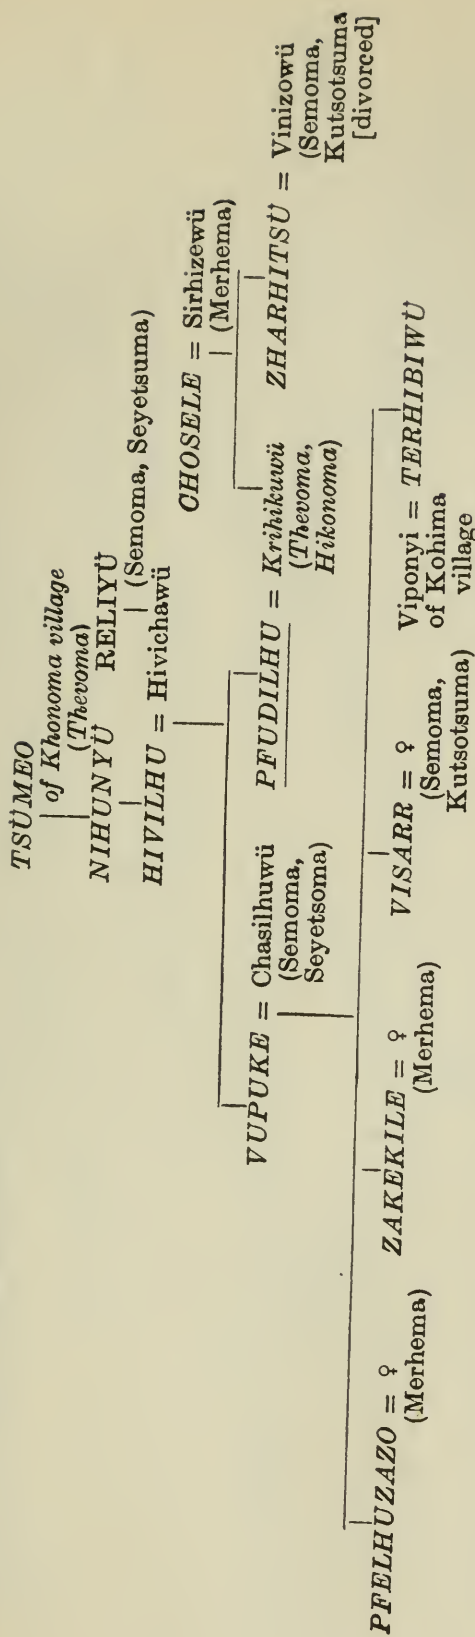 TSÜMEO
of Khonoma village
(Thevoma)
NIHUNYÜ RELIYÜ
(Semoma, Seyetsuma)
HIVILHU = Hivichawü
CHOSELE = Sirhizewü
(Merhema)
VUPUKE = Chasilhuwü
(Semoma,
Seyetsoma)
PFUDILHU = Krihikuwü
(Thevoma,
Hikonoma)
ZHARHITSÜ = Vinizowü
(Semoma,
Kutsotsuma
[divorced]
PFELHUZAZO = ♀
(Merhema)
ZAKEKILE = ♀
(Merhema)
VISARR = ♀
(Semoma,
Kutsotsuma)
Viponyi = TERHIBIWÜ
of Kohima
village